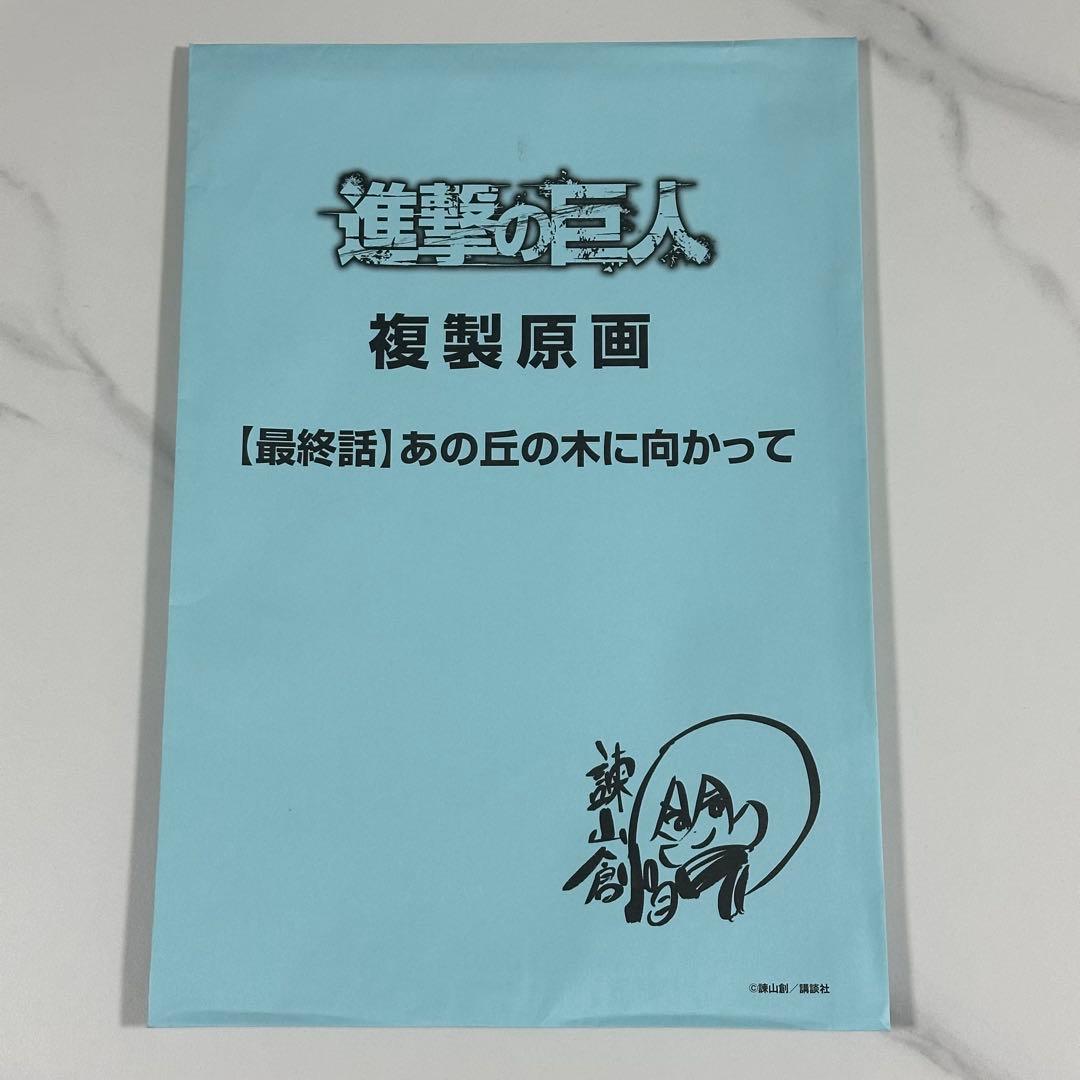 進撃の巨人
複製原画
【最終話】あの丘の木に向かって
諫山創
©諫山創／講談社